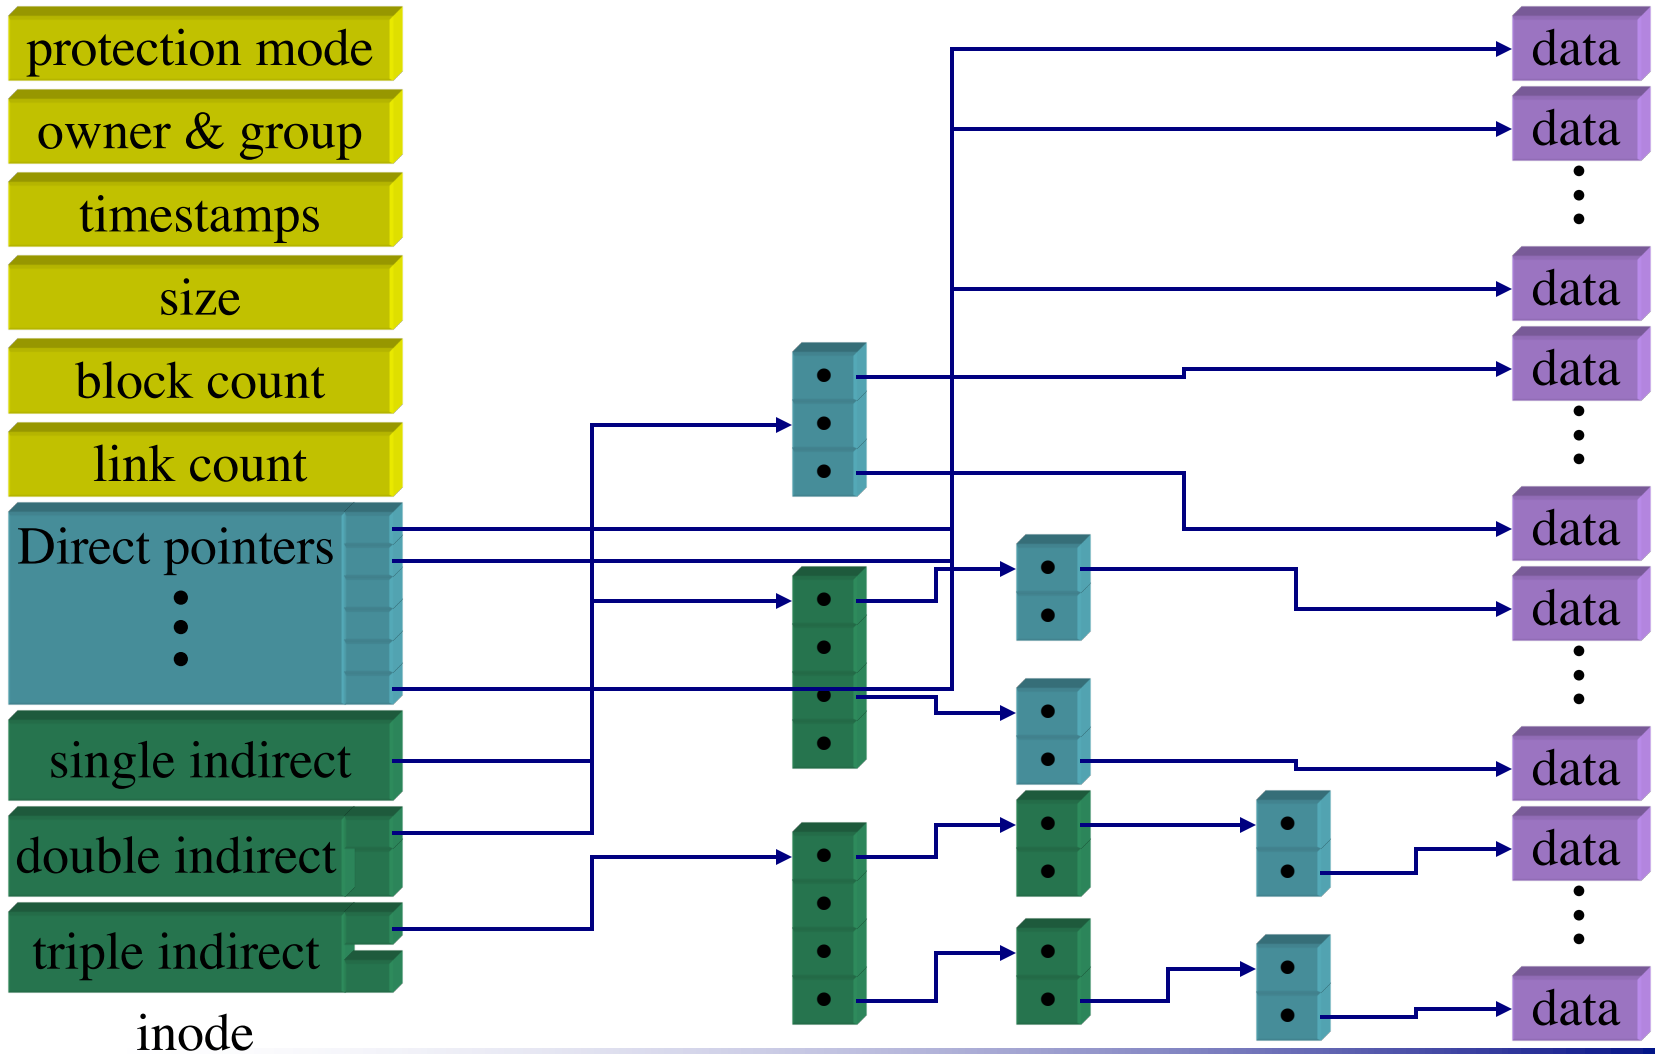 protection mode
owner & group
timestamps
size
block count
link count
Direct pointers
single indirect
double indirect
triple indirect
inode
data
data
data
data
data
data
data
data
data